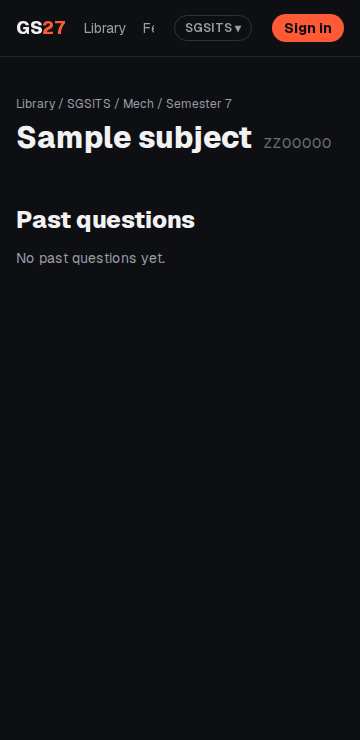 GS27 Library Fe SGSITS ▾ Sign in
Library / SGSITS / Mech / Semester 7
Sample subject ZZ00000
Past questions
No past questions yet.